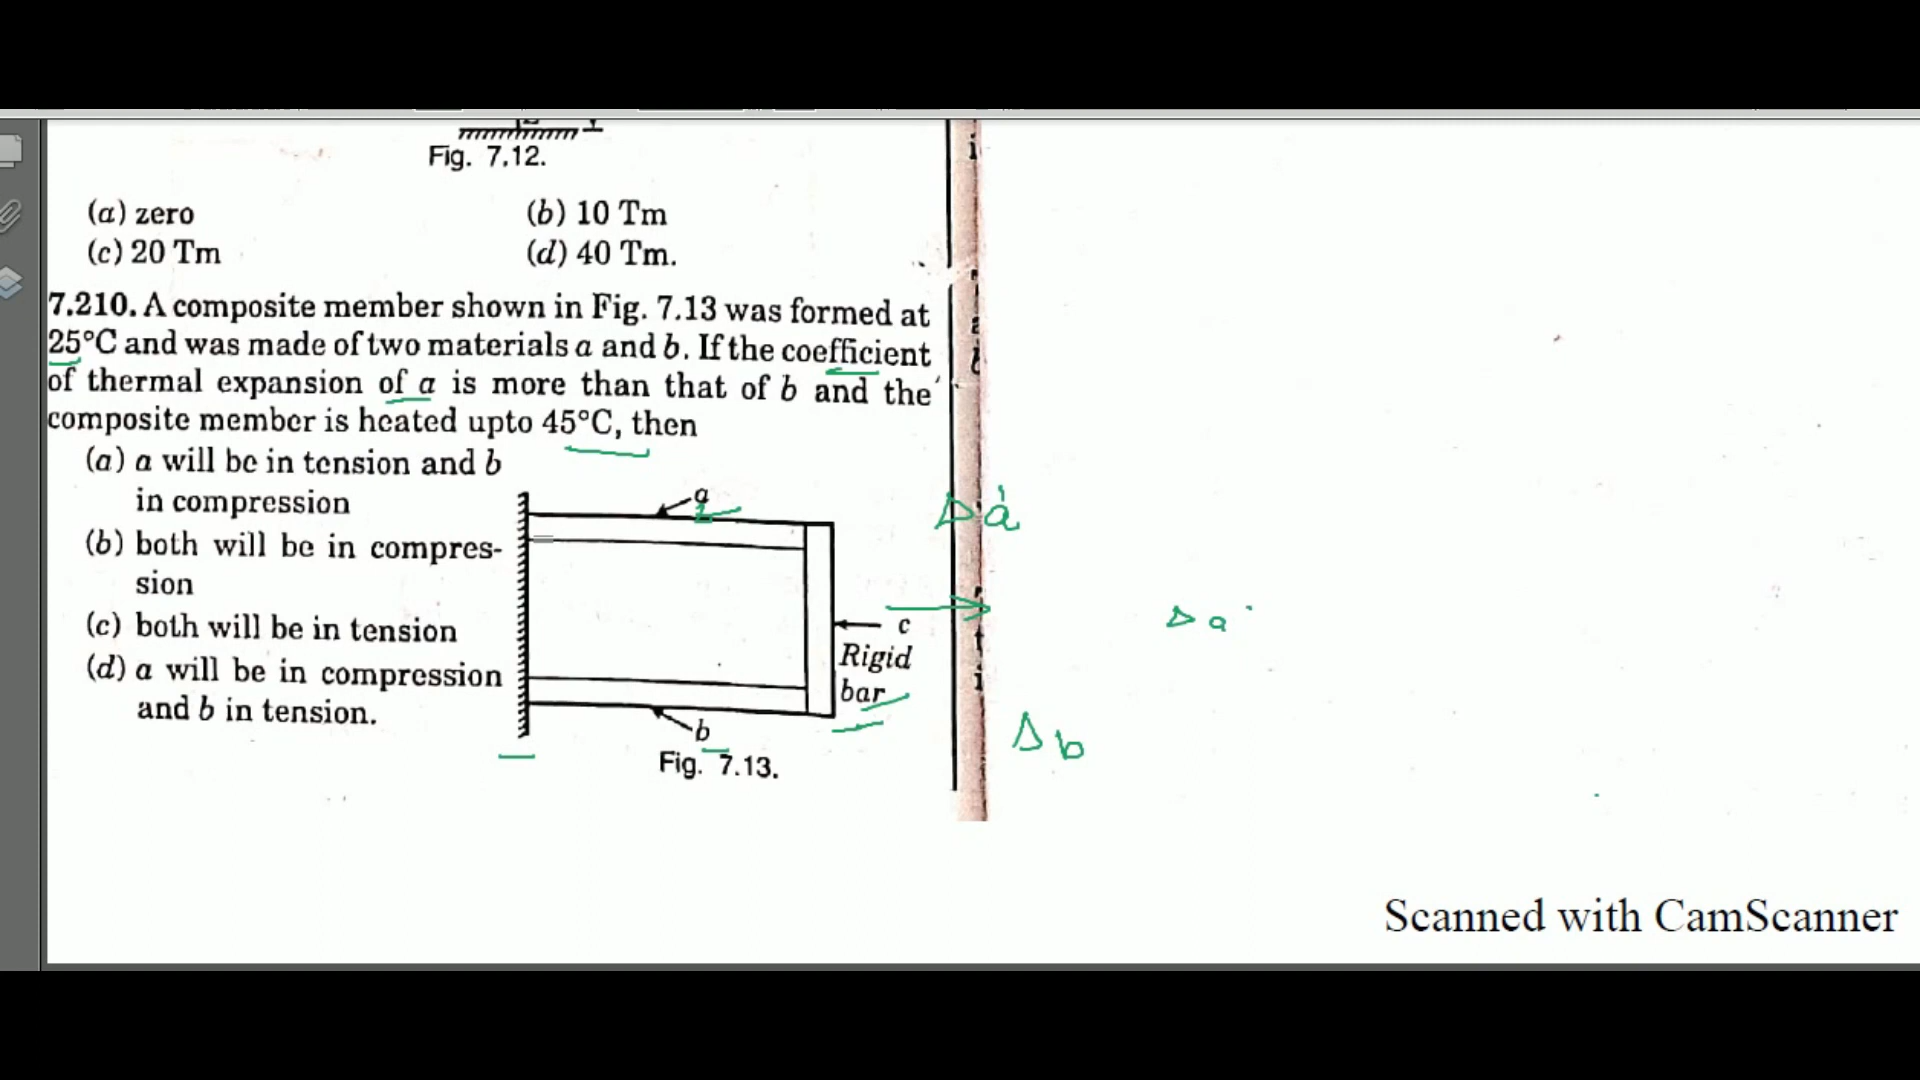 Fig. 7.12.
(a) zero (b) 10 Tm
(c) 20 Tm (d) 40 Tm.
7.210. A composite member shown in Fig. 7.13 was formed at
25°C and was made of two materials a and b. If the coefficient
of thermal expansion of a is more than that of b and the
composite member is heated upto 45°C, then
(a) a will be in tension and b
in compression
(b) both will be in compres-
sion
(c) both will be in tension
(d) a will be in compression
and b in tension.
a
c
Rigid
bar
b
Fig. 7.13.
Δa
Δa
Δb
Scanned with CamScanner